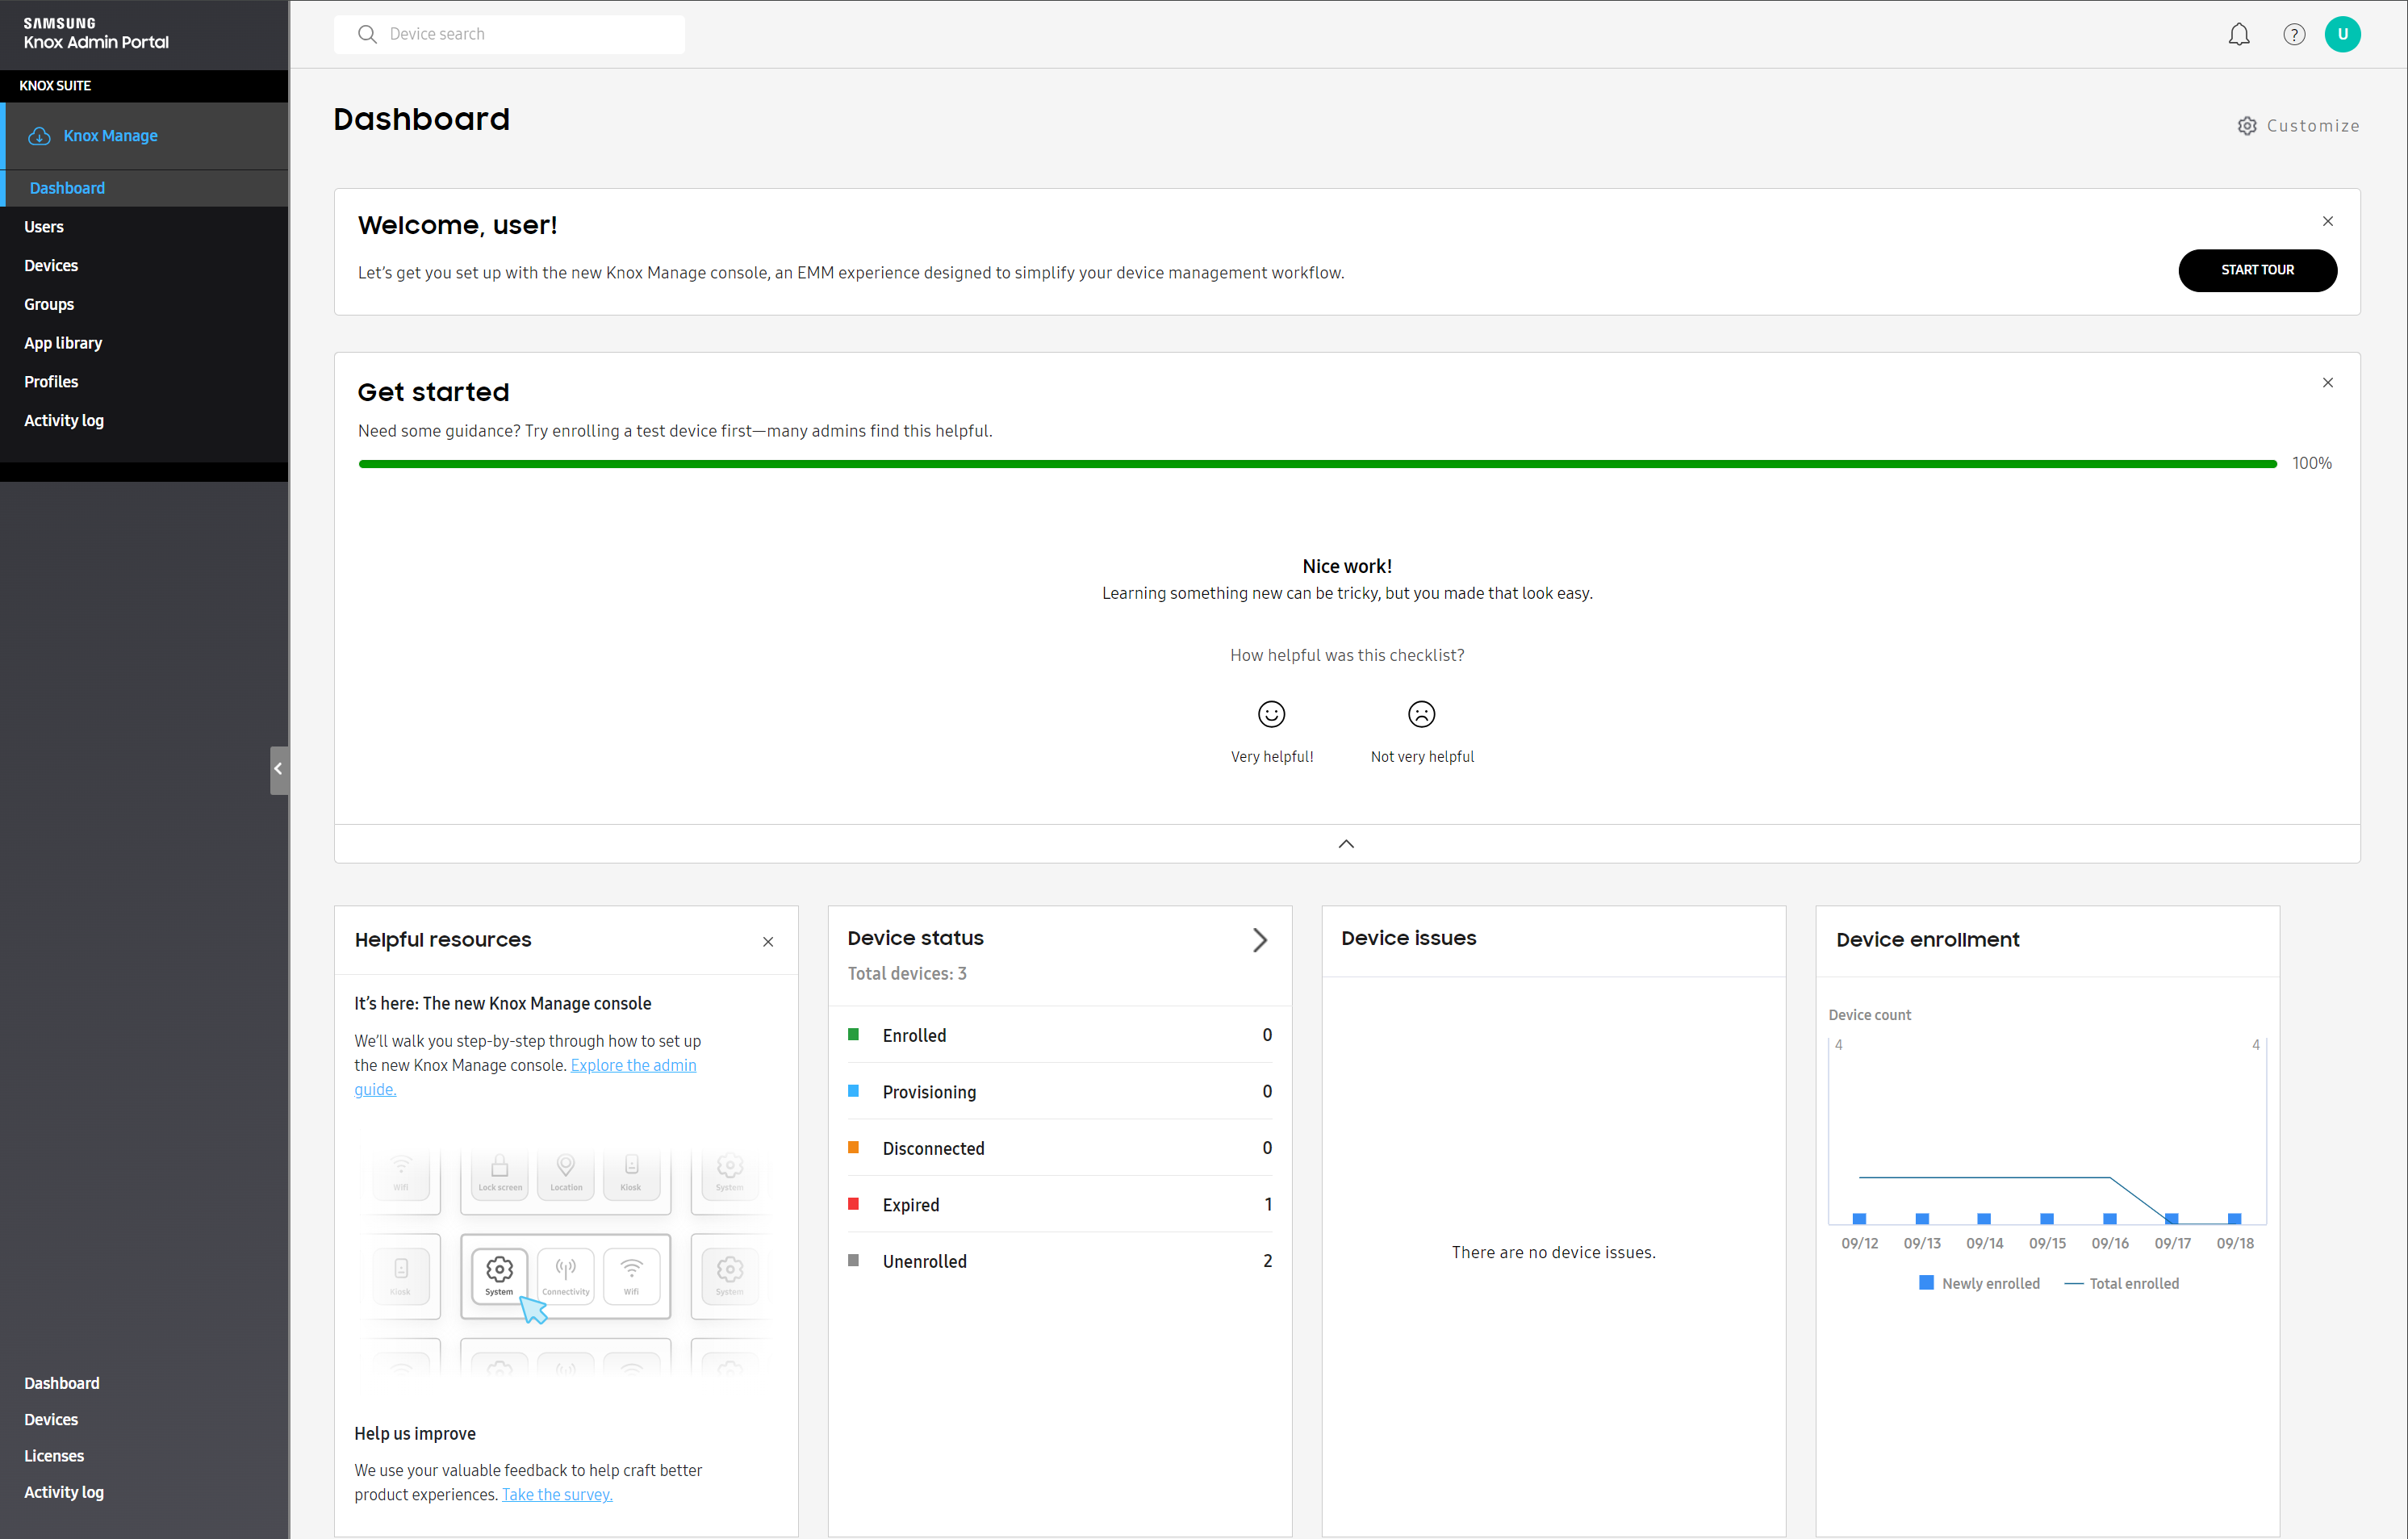 SAMSUNG
Knox Admin Portal
KNOX SUITE
Knox Manage
Dashboard
Users
Devices
Groups
App library
Profiles
Activity log
Dashboard
Devices
Licenses
Activity log
Device search
?
U
Dashboard
Customize
Welcome, user!
Let's get you set up with the new Knox Manage console, an EMM experience designed to simplify your device management workflow.
START TOUR
Get started
Need some guidance? Try enrolling a test device first—many admins find this helpful.
100%
Nice work!
Learning something new can be tricky, but you made that look easy.
How helpful was this checklist?
Very helpful!
Not very helpful
Helpful resources
It's here: The new Knox Manage console
We'll walk you step-by-step through how to set up
the new Knox Manage console. Explore the admin
guide.
Wifi
Lock screen
Location
Kiosk
System
Kiosk
System
Connectivity
Wifi
System
Help us improve
We use your valuable feedback to help craft better
product experiences. Take the survey.
Device status
Total devices: 3
Enrolled 0
Provisioning 0
Disconnected 0
Expired 1
Unenrolled 2
Device issues
There are no device issues.
Device enrollment
Device count
4 4
09/12 09/13 09/14 09/15 09/16 09/17 09/18
Newly enrolled Total enrolled